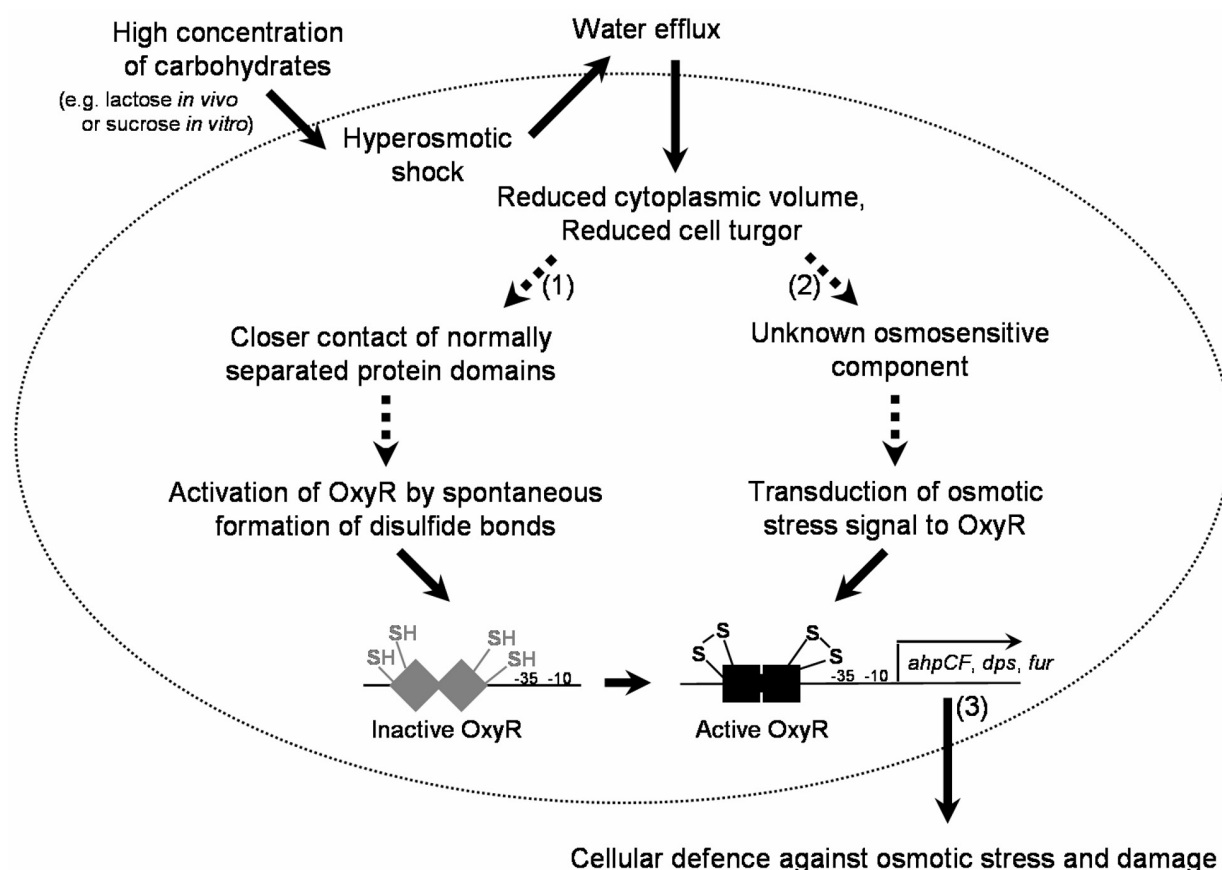 High concentration
of carbohydrates
(e.g. lactose in vivo
or sucrose in vitro)
Water efflux
Hyperosmotic
shock
Reduced cytoplasmic volume,
Reduced cell turgor
(1)
(2)
Closer contact of normally
separated protein domains
Unknown osmosensitive
component
Activation of OxyR by spontaneous
formation of disulfide bonds
Transduction of osmotic
stress signal to OxyR
SH
SH
SH
SH
-35 -10
Inactive OxyR
S
S
S
S
-35 -10
ahpCF, dps, fur
Active OxyR
(3)
Cellular defence against osmotic stress and damage